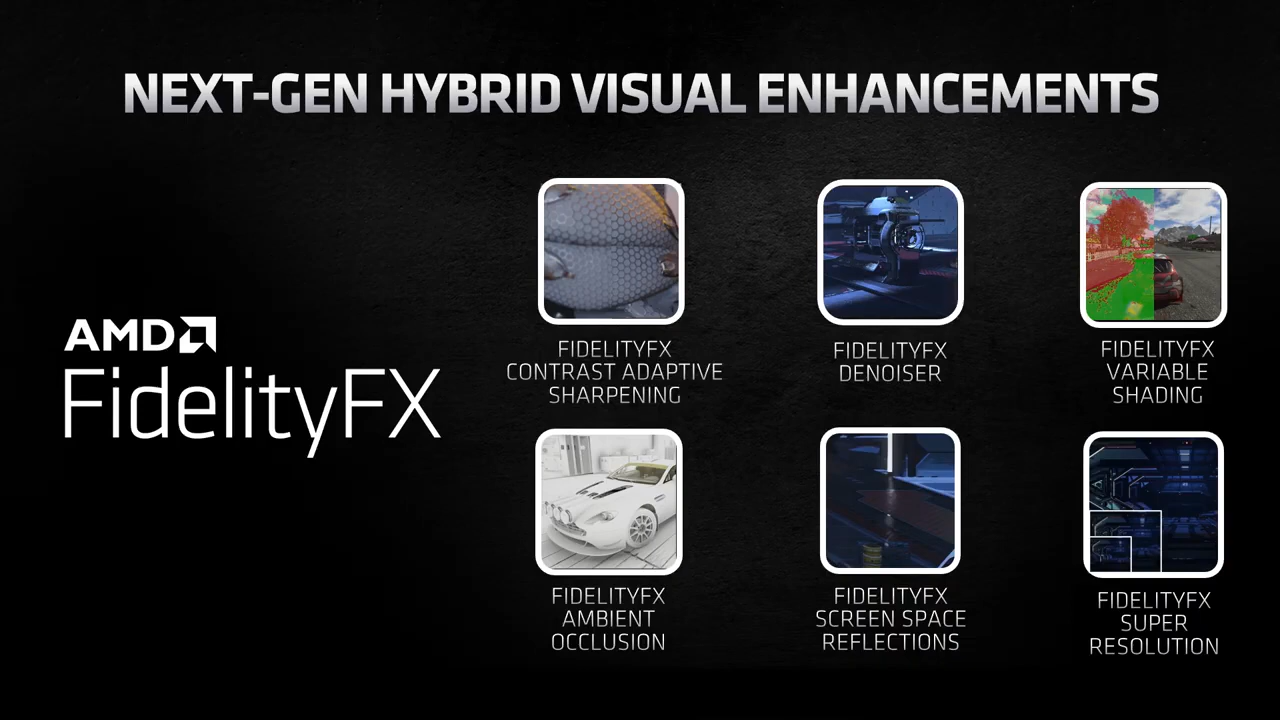 NEXT-GEN HYBRID VISUAL ENHANCEMENTS
AMD
FidelityFX
FIDELITYFX
CONTRAST ADAPTIVE
SHARPENING
FIDELITYFX
DENOISER
FIDELITYFX
VARIABLE
SHADING
FIDELITYFX
AMBIENT
OCCLUSION
FIDELITYFX
SCREEN SPACE
REFLECTIONS
FIDELITYFX
SUPER
RESOLUTION